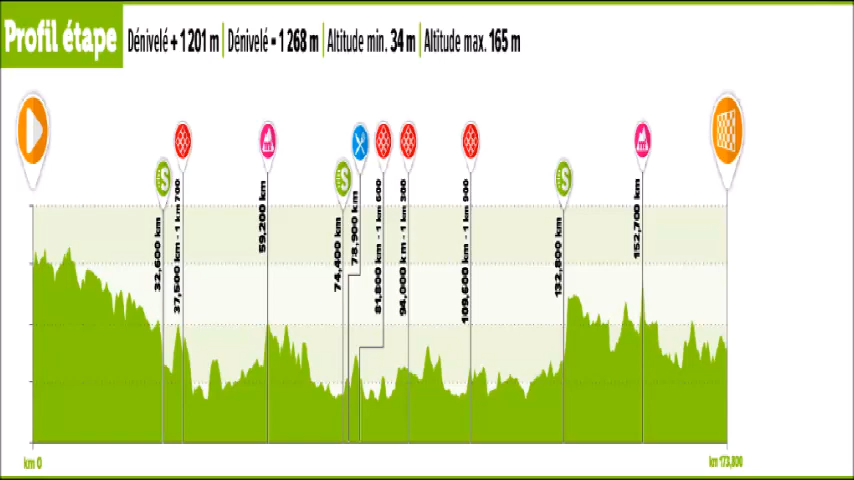 Profil étape
Dénivelé + 1 201 m | Dénivelé - 1 268 m | Altitude min. 34 m | Altitude max. 165 m
32,600 km
37,500 km - 1 km 700
59,200 km
74,400 km
78,900 km
81,800 km - 1 km 600
94,000 km - 1 km 300
109,600 km - 1 km 900
132,800 km
152,700 km
km 0
km 173,800